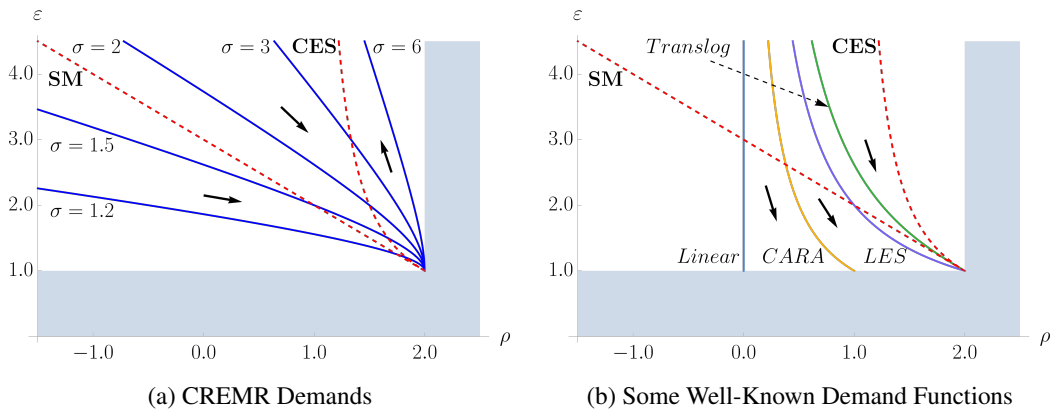 ε
σ = 2
σ = 3
CES
σ = 6
4.0
SM
3.0
σ = 1.5
2.0
σ = 1.2
1.0
−1.0
0.0
1.0
2.0
ρ
(a) CREMR Demands
ε
Translog
CES
4.0
SM
3.0
2.0
Linear
CARA
LES
1.0
−1.0
0.0
1.0
2.0
ρ
(b) Some Well-Known Demand Functions